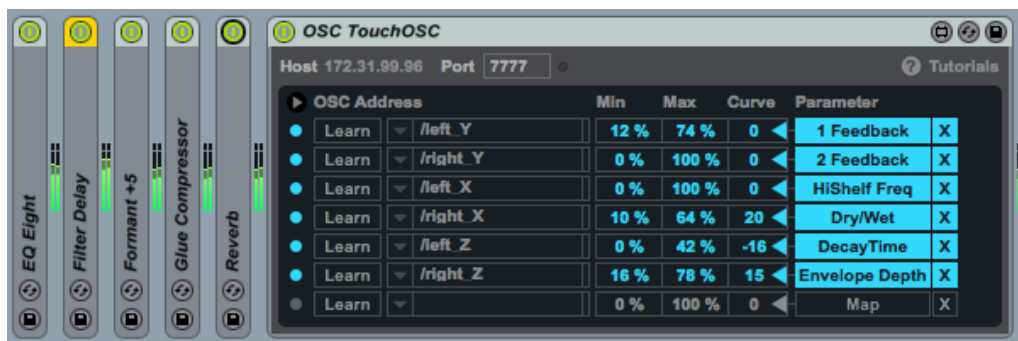 EQ Eight
Filter Delay
Formant +5
Glue Compressor
Reverb
OSC TouchOSC
Host 172.31.99.96 Port 7777 ? Tutorials
OSC Address Min Max Curve Parameter
Learn /left_Y 12 % 74 % 0 1 Feedback X
Learn /right_Y 0 % 100 % 0 2 Feedback X
Learn /left_X 0 % 100 % 0 HiShelf Freq X
Learn /right_X 10 % 64 % 20 Dry/Wet X
Learn /left_Z 0 % 42 % -16 DecayTime X
Learn /right_Z 16 % 78 % 15 Envelope Depth X
Learn 0 % 100 % 0 Map X